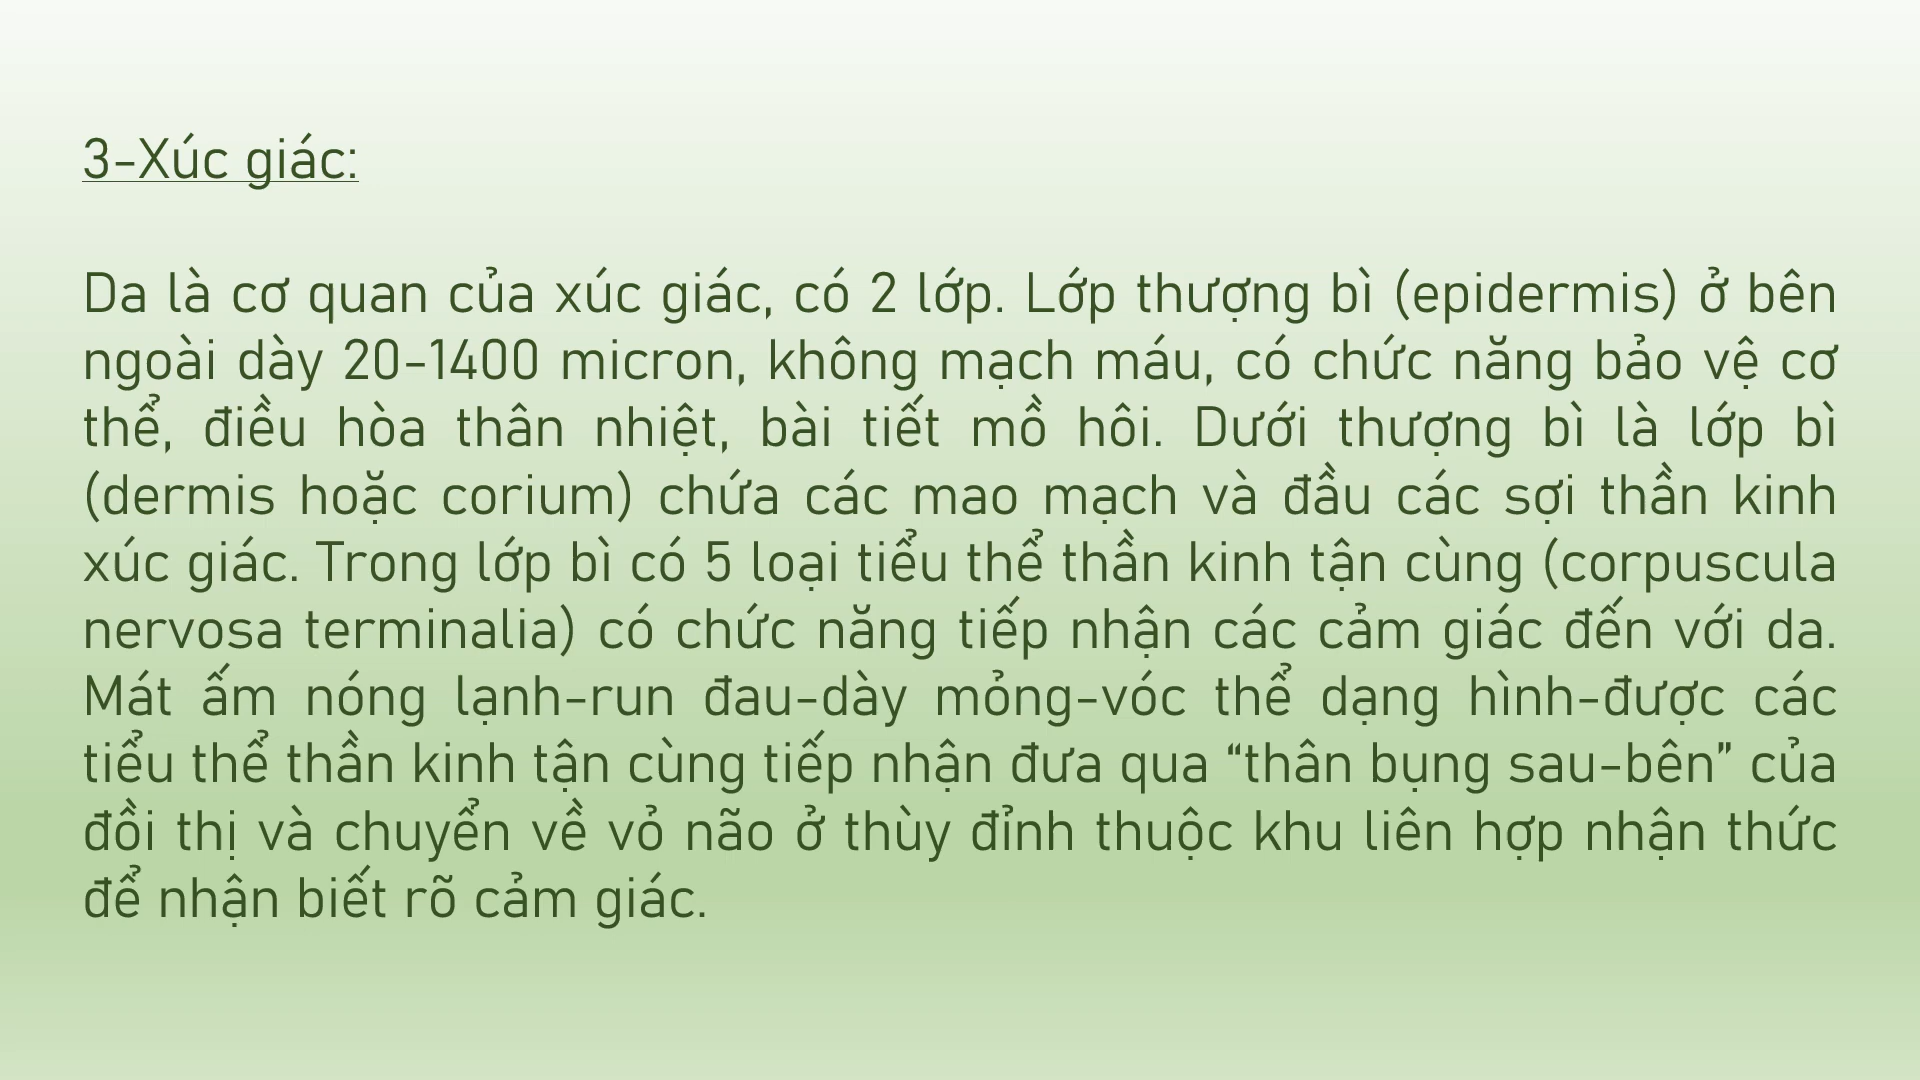 3-Xúc giác:
Da là cơ quan của xúc giác, có 2 lớp. Lớp thượng bì (epidermis) ở bên
ngoài dày 20-1400 micron, không mạch máu, có chức năng bảo vệ cơ
thể, điều hòa thân nhiệt, bài tiết mồ hôi. Dưới thượng bì là lớp bì
(dermis hoặc corium) chứa các mao mạch và đầu các sợi thần kinh
xúc giác. Trong lớp bì có 5 loại tiểu thể thần kinh tận cùng (corpuscula
nervosa terminalia) có chức năng tiếp nhận các cảm giác đến với da.
Mát ấm nóng lạnh-run đau-dày mỏng-vóc thể dạng hình-được các
tiểu thể thần kinh tận cùng tiếp nhận đưa qua “thân bụng sau-bên” của
đồi thị và chuyển về vỏ não ở thùy đỉnh thuộc khu liên hợp nhận thức
để nhận biết rõ cảm giác.